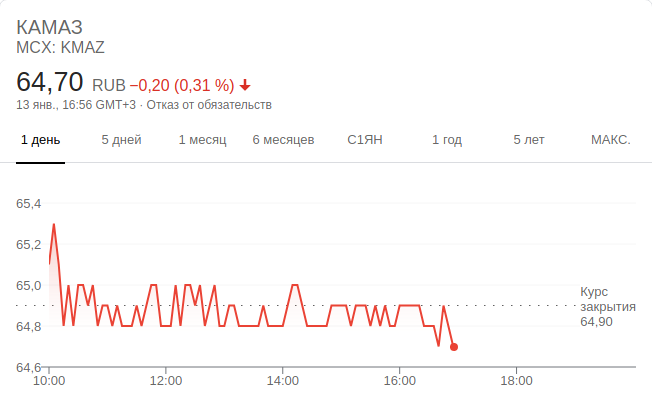 КАМАЗ
MCX: KMAZ
64,70 RUB −0,20 (0,31 %)
13 янв., 16:56 GMT+3 · Отказ от обязательств
1 день 5 дней 1 месяц 6 месяцев С1ЯН 1 год 5 лет МАКС.
65,4
65,2
65,0
64,8
64,6
Курс
закрытия
64,90
10:00 12:00 14:00 16:00 18:00